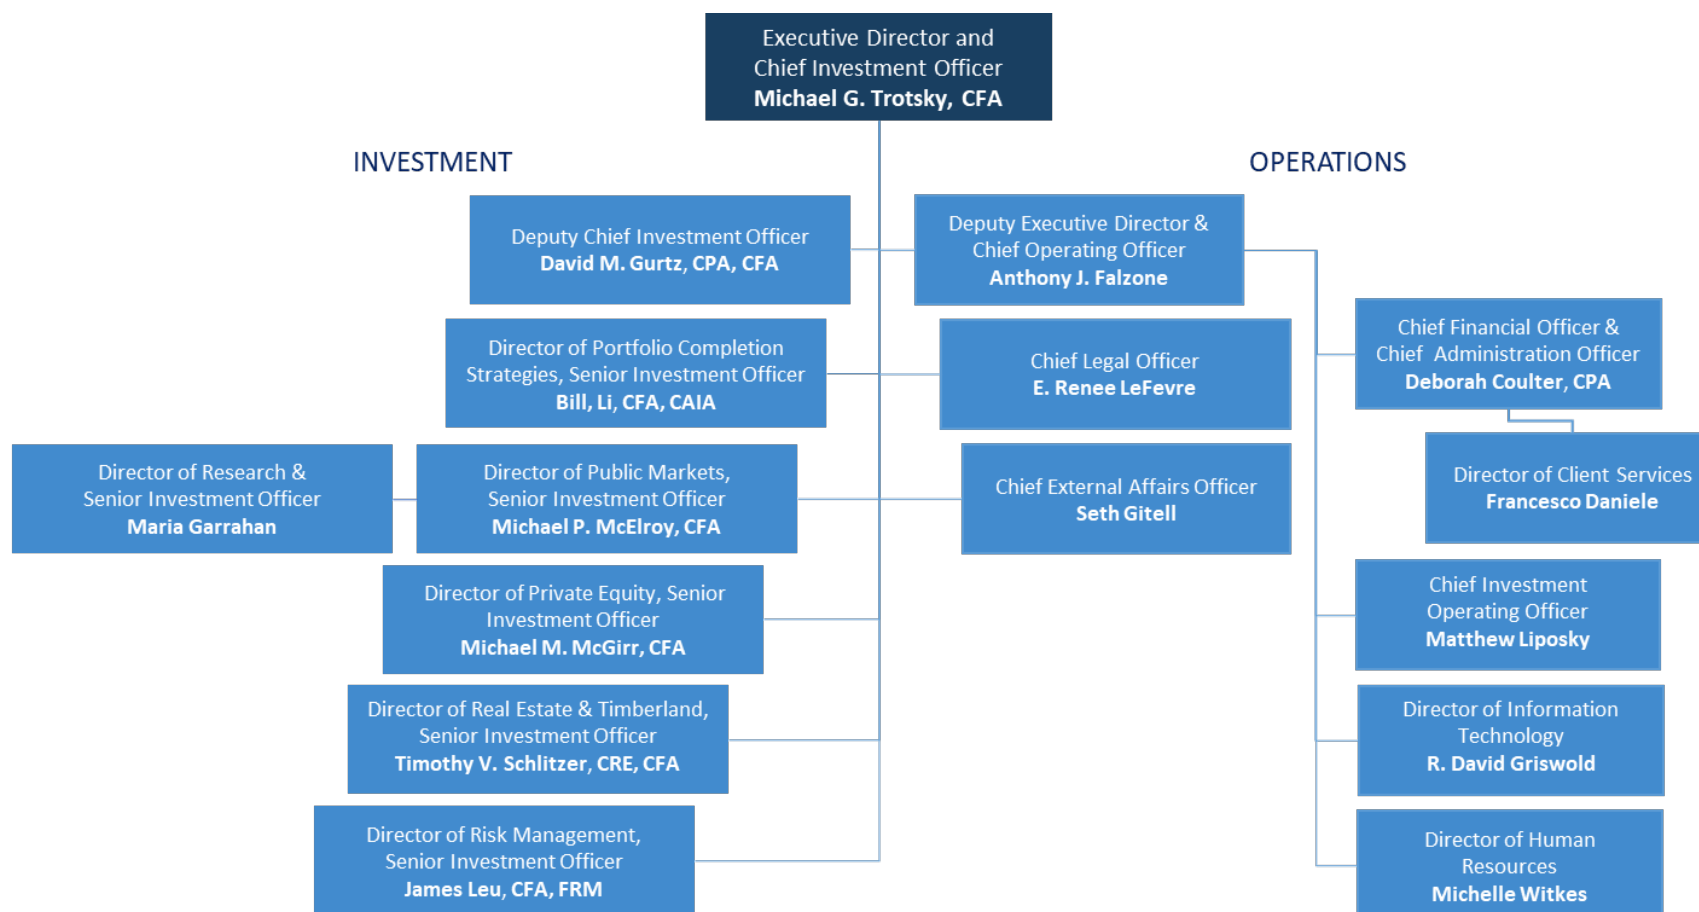 Executive Director and
Chief Investment Officer
Michael G. Trotsky, CFA
INVESTMENT
OPERATIONS
Deputy Chief Investment Officer
David M. Gurtz, CPA, CFA
Deputy Executive Director &
Chief Operating Officer
Anthony J. Falzone
Director of Portfolio Completion
Strategies, Senior Investment Officer
Bill, Li, CFA, CAIA
Chief Legal Officer
E. Renee LeFevre
Chief Financial Officer &
Chief Administration Officer
Deborah Coulter, CPA
Director of Research &
Senior Investment Officer
Maria Garrahan
Director of Public Markets,
Senior Investment Officer
Michael P. McElroy, CFA
Chief External Affairs Officer
Seth Gitell
Director of Client Services
Francesco Daniele
Director of Private Equity, Senior
Investment Officer
Michael M. McGirr, CFA
Chief Investment
Operating Officer
Matthew Liposky
Director of Real Estate & Timberland,
Senior Investment Officer
Timothy V. Schlitzer, CRE, CFA
Director of Information
Technology
R. David Griswold
Director of Risk Management,
Senior Investment Officer
James Leu, CFA, FRM
Director of Human
Resources
Michelle Witkes